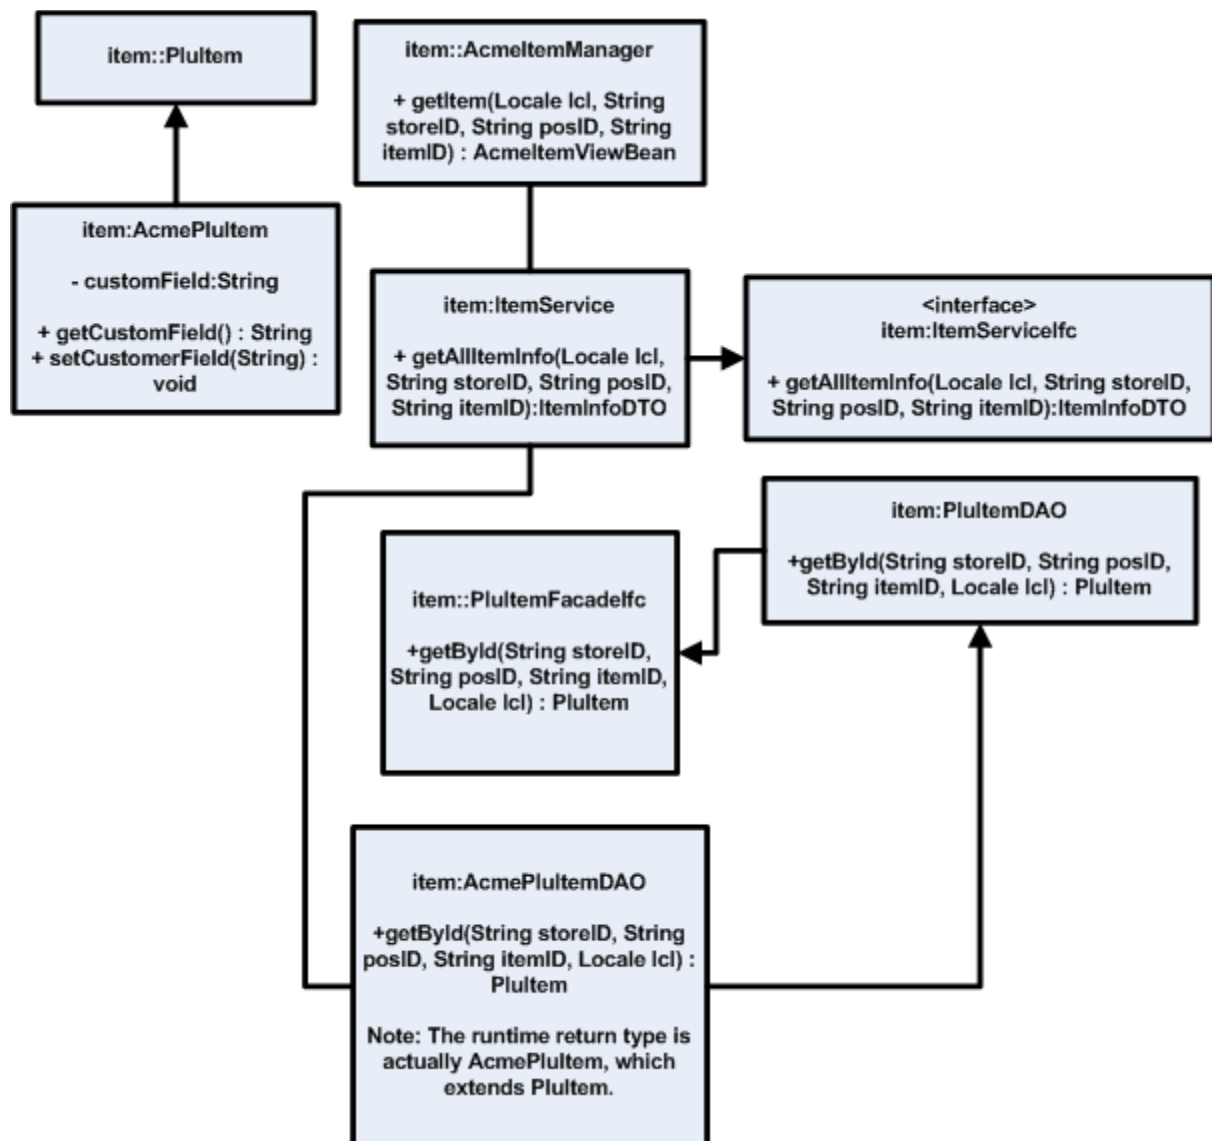 item::PluItem
item::AcmeItemManager
+ getItem(Locale lcl, String
storeID, String posID, String
itemID) : AcmeItemViewBean
item:AcmePluItem
- customField:String
+ getCustomField() : String
+ setCustomerField(String) :
void
item:ItemService
+ getAllItemInfo(Locale lcl,
String storeID, String posID,
String itemID):ItemInfoDTO
<interface>
item:ItemServiceIfc
+ getAllItemInfo(Locale lcl, String storeID,
String posID, String itemID):ItemInfoDTO
item:PluItemDAO
+getById(String storeID, String posID,
String itemID, Locale lcl) : PluItem
item::PluItemFacadeIfc
+getById(String storeID,
String posID, String itemID,
Locale lcl) : PluItem
item:AcmePluItemDAO
+getById(String storeID, String
posID, String itemID, Locale lcl) :
PluItem
Note: The runtime return type is
actually AcmePluItem, which
extends PluItem.